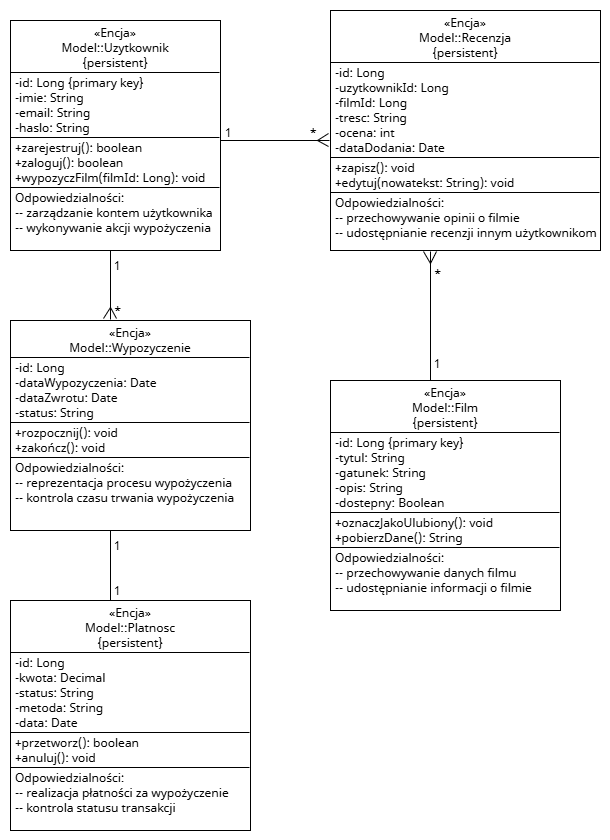 «Encja»
Model::Uzytkownik
{persistent}
-id: Long {primary key}
-imie: String
-email: String
-haslo: String
+zarejestruj(): boolean
+zaloguj(): boolean
+wypozyczFilm(filmId: Long): void
Odpowiedzialności:
-- zarządzanie kontem użytkownika
-- wykonywanie akcji wypożyczenia
1
*
«Encja»
Model::Recenzja
{persistent}
-id: Long
-uzytkownikId: Long
-filmId: Long
-tresc: String
-ocena: int
-dataDodania: Date
+zapisz(): void
+edytuj(nowatekst: String): void
Odpowiedzialności:
-- przechowywanie opinii o filmie
-- udostępnianie recenzji innym użytkownikom
1
*
*
1
«Encja»
Model::Wypozyczenie
-id: Long
-dataWypozyczenia: Date
-dataZwrotu: Date
-status: String
+rozpocznij(): void
+zakończ(): void
Odpowiedzialności:
-- reprezentacja procesu wypożyczenia
-- kontrola czasu trwania wypożyczenia
«Encja»
Model::Film
{persistent}
-id: Long {primary key}
-tytul: String
-gatunek: String
-opis: String
-dostepny: Boolean
+oznaczJakoUlubiony(): void
+pobierzDane(): String
Odpowiedzialności:
-- przechowywanie danych filmu
-- udostępnianie informacji o filmie
1
1
«Encja»
Model::Platnosc
{persistent}
-id: Long
-kwota: Decimal
-status: String
-metoda: String
-data: Date
+przetworz(): boolean
+anuluj(): void
Odpowiedzialności:
-- realizacja płatności za wypożyczenie
-- kontrola statusu transakcji